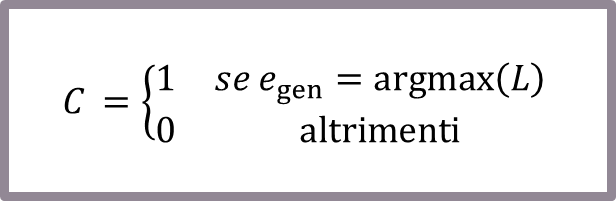 C = { 1 se e_gen = argmax(L)
0 altrimenti